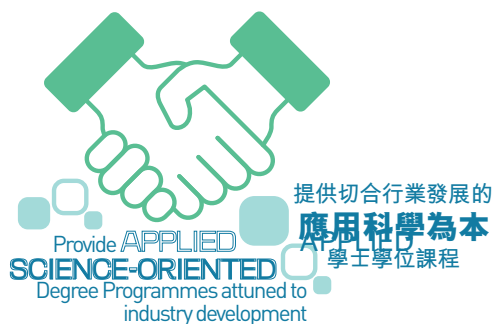 Provide APPLIED
SCIENCE-ORIENTED
Degree Programmes attuned to
industry development
提供切合行業發展的
應用科學為本
APPLIED
學士學位課程